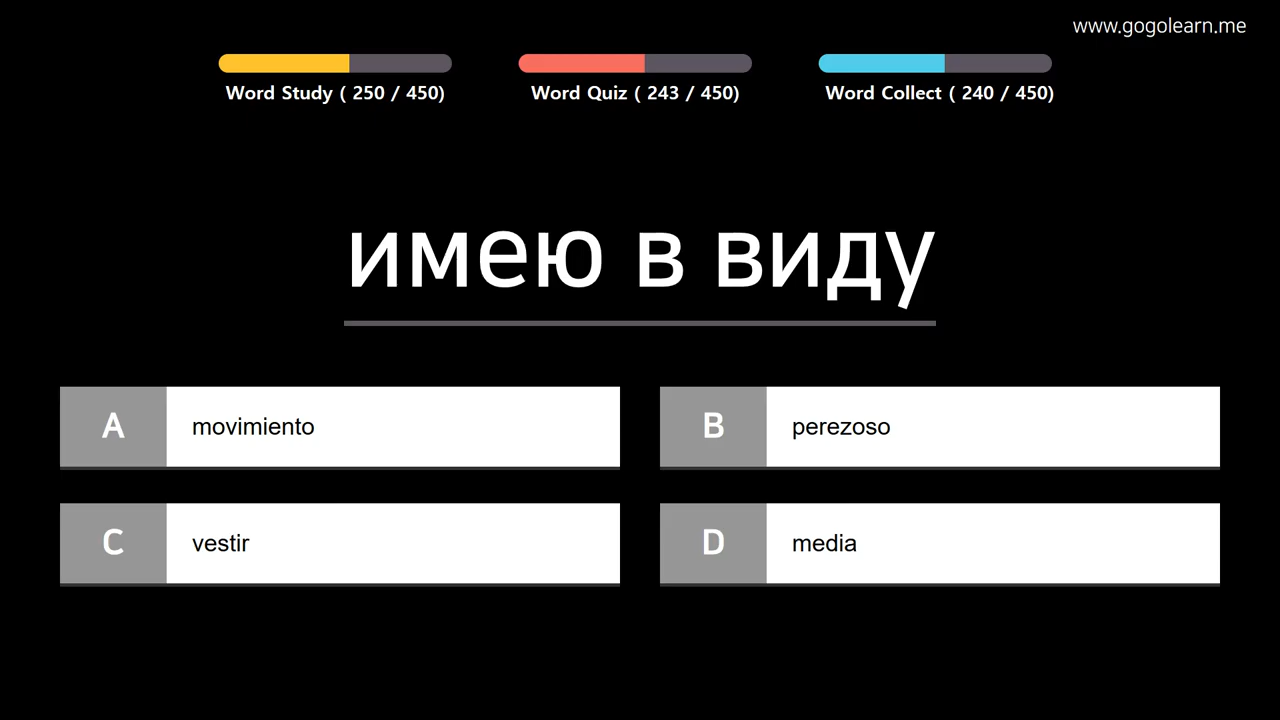 www.gogolearn.me
Word Study ( 250 / 450)
Word Quiz ( 243 / 450)
Word Collect ( 240 / 450)
имею в виду
A movimiento
B perezoso
C vestir
D media